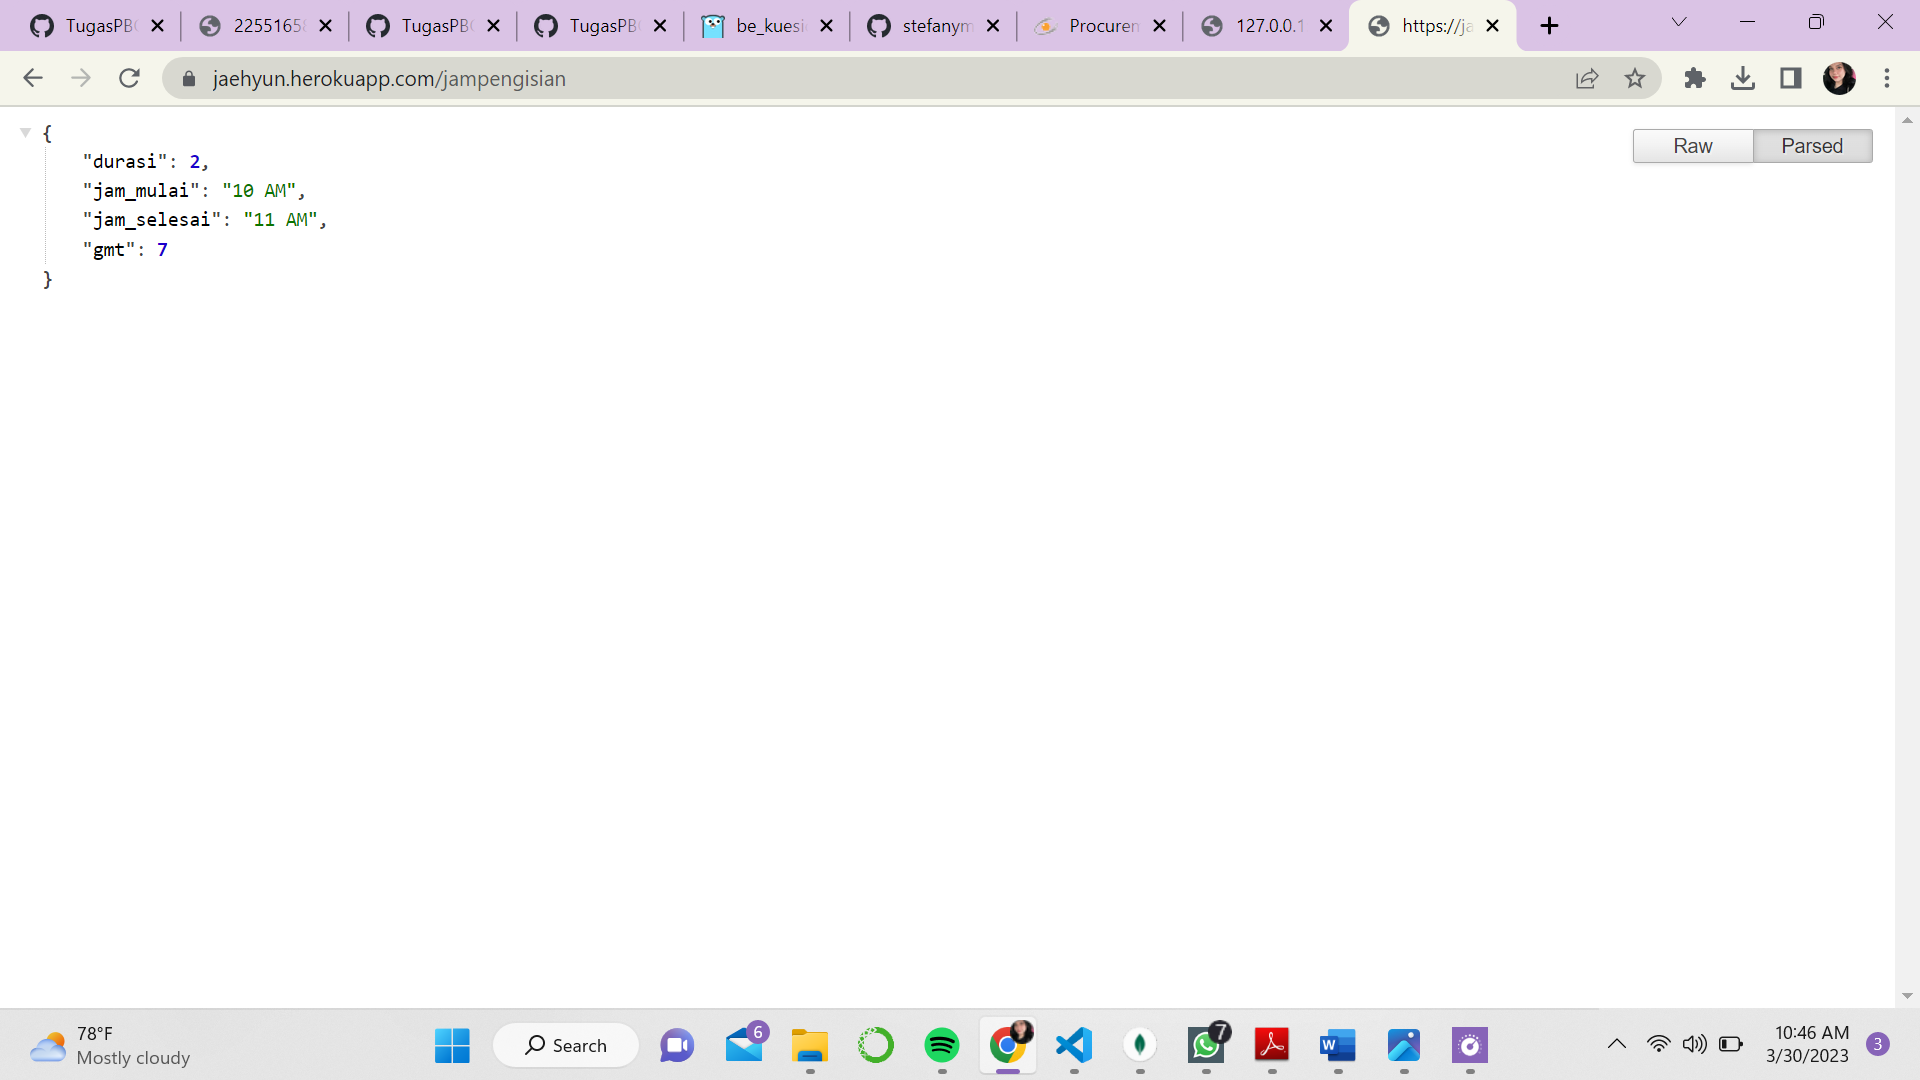 TugasPB
2255165
TugasPB
TugasPB
be_kuesi
stefanym
Procuren
127.0.0.1
https://ja
jaehyun.herokuapp.com/jampengisian
Raw
Parsed
{
"durasi": 2,
"jam_mulai": "10 AM",
"jam_selesai": "11 AM",
"gmt": 7
}
78°F
Mostly cloudy
Search
6
7
10:46 AM
3/30/2023
3